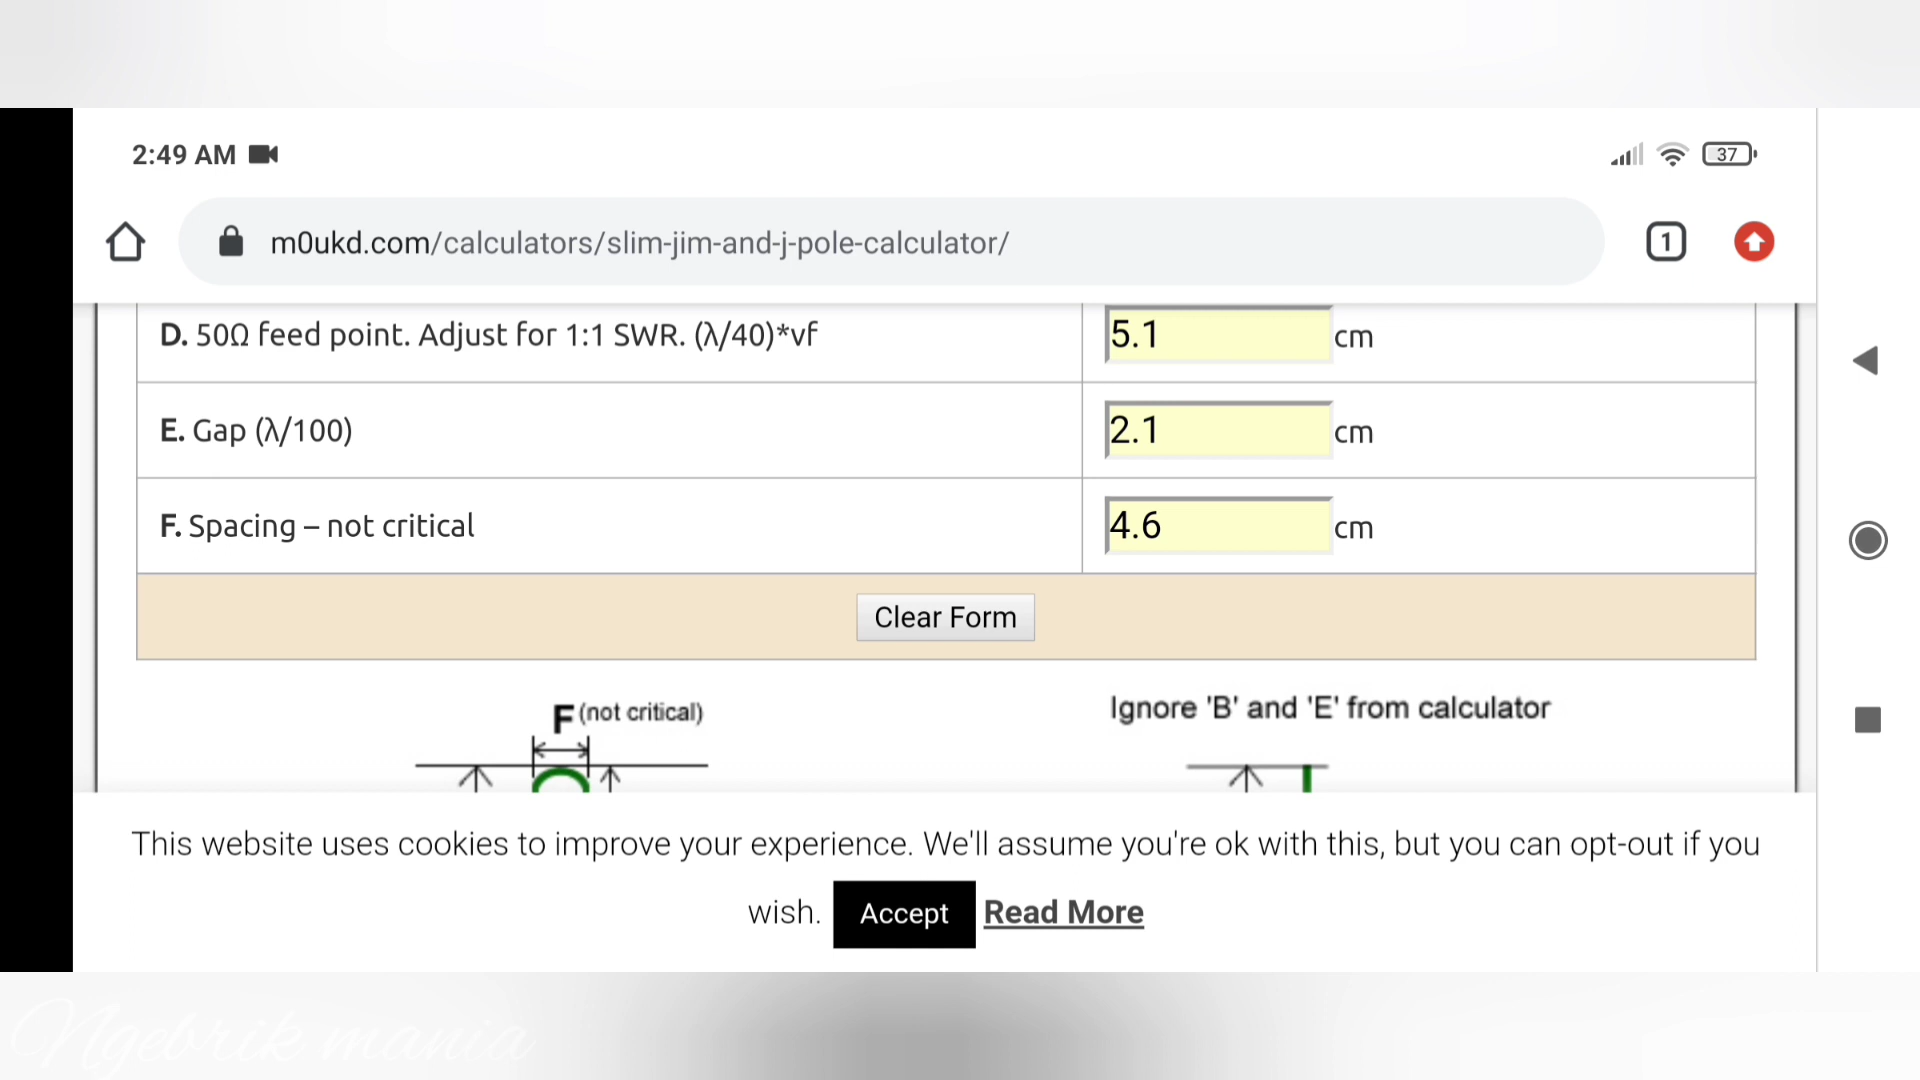 2:49 AM
37
m0ukd.com/calculators/slim-jim-and-j-pole-calculator/
1
D. 50Ω feed point. Adjust for 1:1 SWR. (λ/40)*vf
5.1 cm
E. Gap (λ/100)
2.1 cm
F. Spacing – not critical
4.6 cm
Clear Form
F (not critical)
Ignore 'B' and 'E' from calculator
This website uses cookies to improve your experience. We'll assume you're ok with this, but you can opt-out if you
wish. Accept Read More
Ngebrik mania